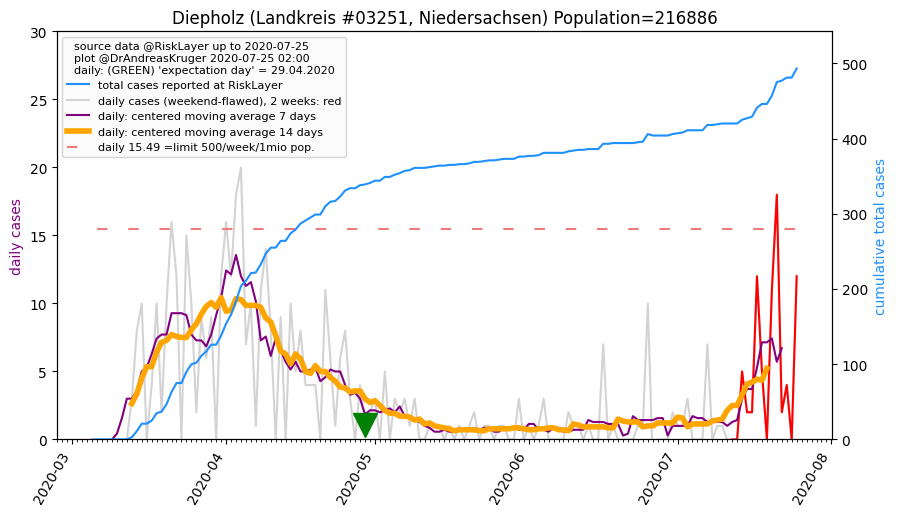 Diepholz (Landkreis #03251, Niedersachsen) Population=216886
source data @RiskLayer up to 2020-07-25
plot @DrAndreasKruger 2020-07-25 02:00
daily: (GREEN) 'expectation day' = 29.04.2020
total cases reported at RiskLayer
daily cases (weekend-flawed), 2 weeks: red
daily: centered moving average 7 days
daily: centered moving average 14 days
daily 15.49 =limit 500/week/1mio pop.
daily cases
30
25
20
15
10
5
0
cumulative total cases
500
400
300
200
100
0
2020-03
2020-04
2020-05
2020-06
2020-07
2020-08